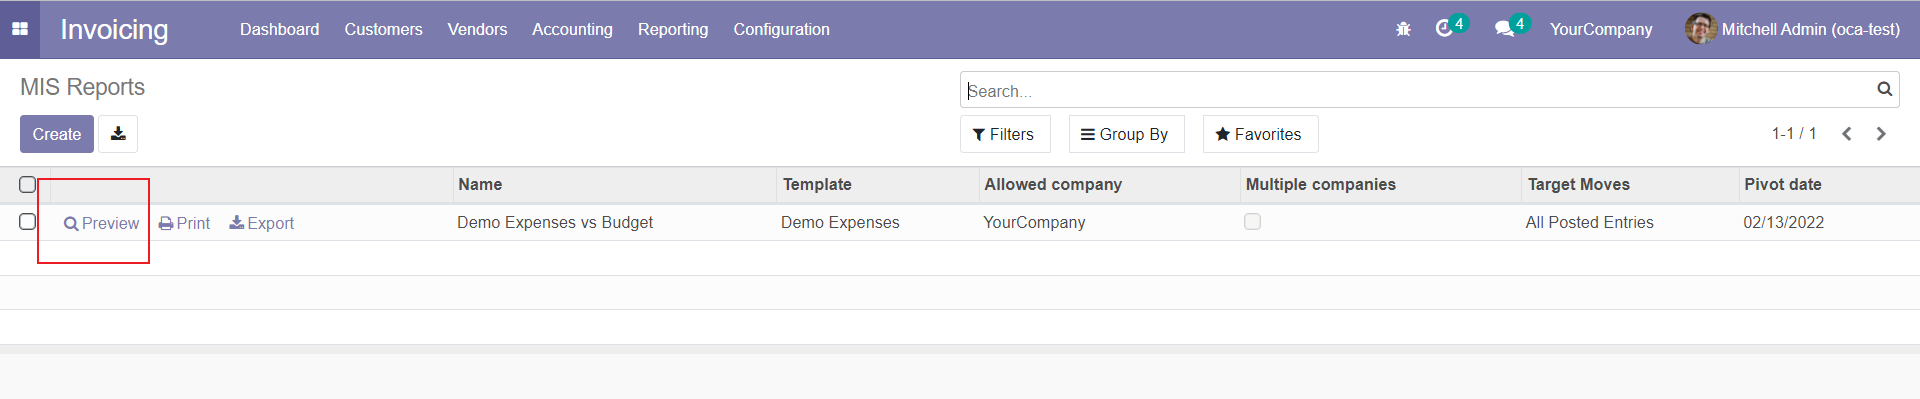 Invoicing Dashboard Customers Vendors Accounting Reporting Configuration 4 4 YourCompany Mitchell Admin (oca-test)
MIS Reports Search...
Create Filters Group By Favorites 1-1 / 1
Name Template Allowed company Multiple companies Target Moves Pivot date
Preview Print Export Demo Expenses vs Budget Demo Expenses YourCompany All Posted Entries 02/13/2022